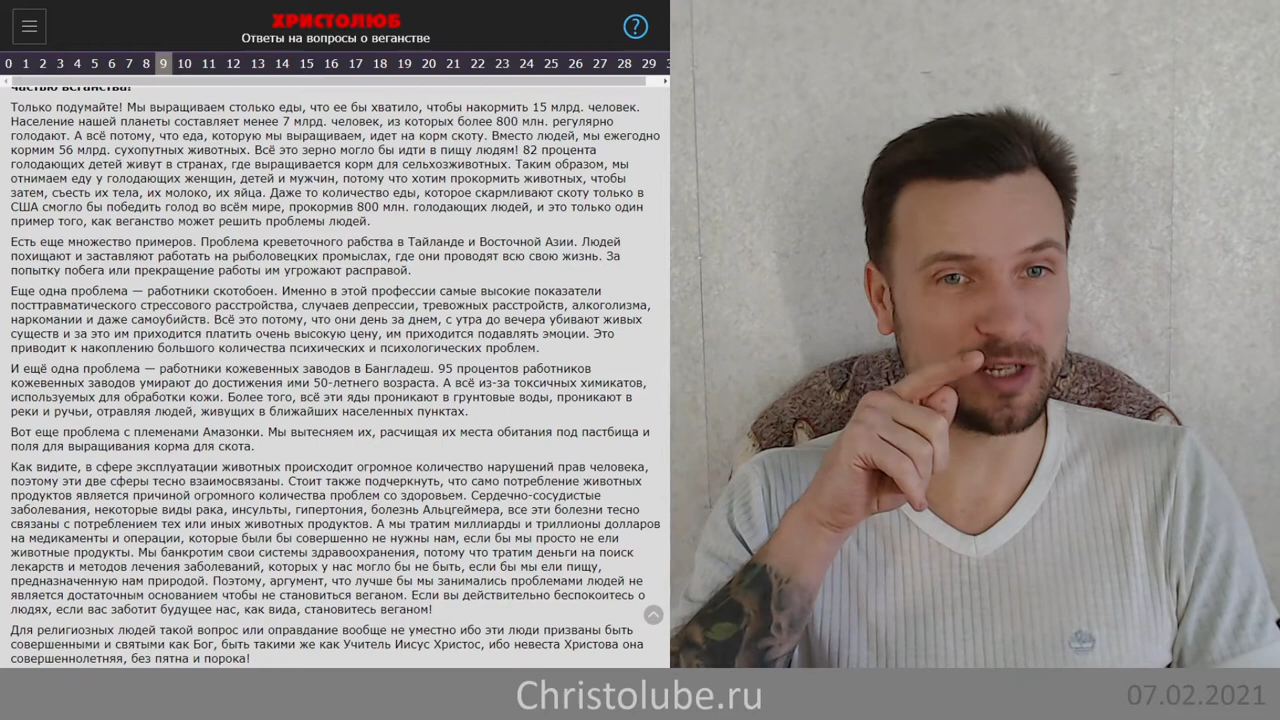 ХРИСТОЛЮБ
Ответы на вопросы о веганстве
?
0 1 2 3 4 5 6 7 8 9 10 11 12 13 14 15 16 17 18 19 20 21 22 23 24 25 26 27 28 29
частью веганства!
Только подумайте! Мы выращиваем столько еды, что ее бы хватило, чтобы накормить 15 млрд. человек.
Население нашей планеты составляет менее 7 млрд. человек, из которых более 800 млн. регулярно
голодают. А всё потому, что еда, которую мы выращиваем, идет на корм скоту. Вместо людей, мы ежегодно
кормим 56 млрд. сухопутных животных. Всё это зерно могло бы идти в пищу людям! 82 процента
голодающих детей живут в странах, где выращивается корм для сельхозживотных. Таким образом, мы
отнимаем еду у голодающих женщин, детей и мужчин, потому что хотим прокормить животных, чтобы
затем, съесть их тела, их молоко, их яйца. Даже то количество еды, которое скармливают скоту только в
США смогло бы победить голод во всём мире, прокормив 800 млн. голодающих людей, и это только один
пример того, как веганство может решить проблемы людей.
Есть еще множество примеров. Проблема креветочного рабства в Тайланде и Восточной Азии. Людей
похищают и заставляют работать на рыболовецких промыслах, где они проводят всю свою жизнь. За
попытку побега или прекращение работы им угрожают расправой.
Еще одна проблема — работники скотобоен. Именно в этой профессии самые высокие показатели
посттравматического стрессового расстройства, случаев депрессии, тревожных расстройств, алкоголизма,
наркомании и даже самоубийств. Всё это потому, что они день за днем, с утра до вечера убивают живых
существ и за это им приходится платить очень высокую цену, им приходится подавлять эмоции. Это
приводит к накоплению большого количества психических и психологических проблем.
И ещё одна проблема — работники кожевенных заводов в Бангладеш. 95 процентов работников
кожевенных заводов умирают до достижения ими 50-летнего возраста. А всё из-за токсичных химикатов,
используемых для обработки кожи. Более того, всё эти яды проникают в грунтовые воды, проникают в
реки и ручьи, отравляя людей, живущих в ближайших населенных пунктах.
Вот еще проблема с племенами Амазонки. Мы вытесняем их, расчищая их места обитания под пастбища и
поля для выращивания корма для скота.
Как видите, в сфере эксплуатации животных происходит огромное количество нарушений прав человека,
поэтому эти две сферы тесно взаимосвязаны. Стоит также подчеркнуть, что само потребление животных
продуктов является причиной огромного количества проблем со здоровьем. Сердечно-сосудистые
заболевания, некоторые виды рака, инсульты, гипертония, болезнь Альцгеймера, все эти болезни тесно
связаны с потреблением тех или иных животных продуктов. А мы тратим миллиарды и триллионы долларов
на медикаменты и операции, которые были бы совершенно не нужны нам, если бы мы просто не ели
животные продукты. Мы банкротим свои системы здравоохранения, потому что тратим деньги на поиск
лекарств и методов лечения заболеваний, которых у нас могло бы не быть, если бы мы ели пищу,
предназначенную нам природой. Поэтому, аргумент, что лучше бы мы занимались проблемами людей не
является достаточным основанием чтобы не становиться веганом. Если вы действительно беспокоитесь о
людях, если вас заботит будущее нас, как вида, становитесь веганом!
Для религиозных людей такой вопрос или оправдание вообще не уместно ибо эти люди призваны быть
совершенными и святыми как Бог, быть такими же как Учитель Иисус Христос, ибо невеста Христова она
совершеннолетняя, без пятна и порока!
Christolube.ru
07.02.2021